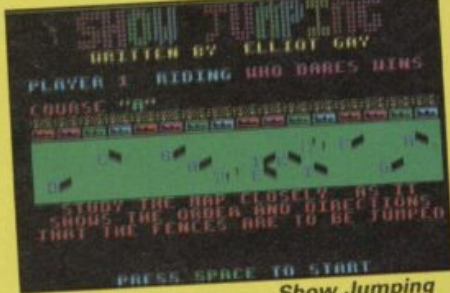 SHOW JUMPING
WRITTEN BY ELLIOT GAY
PLAYER 1 RIDING WHO DARES WINS
COURSE "A"
STUDY THE MAP CLOSELY AS IT
SHOWS THE ORDER AND DIRECTIONS
THAT THE FENCES ARE TO BE JUMPED
PRESS SPACE TO START
Show Jumping